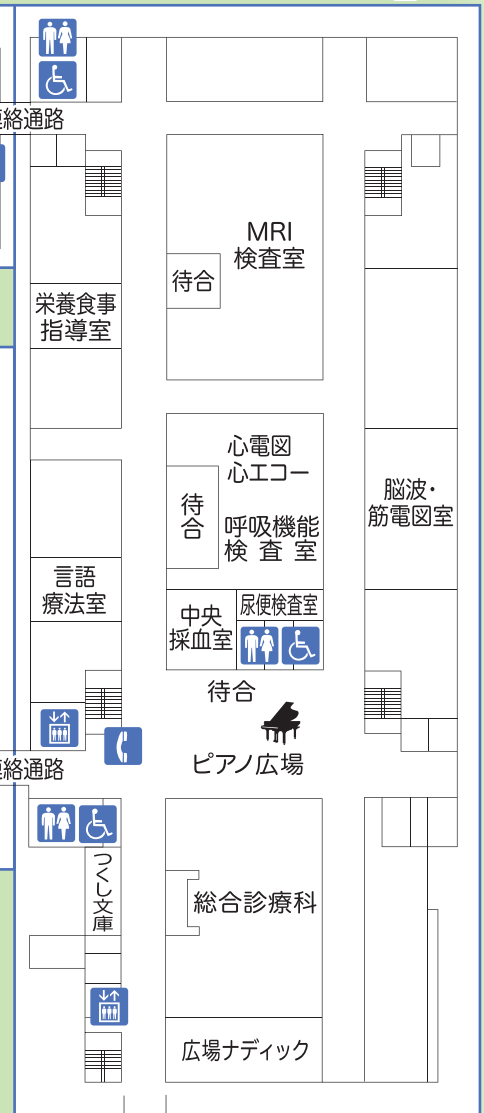 絡通路
MRI
検査室
待合
栄養食事
指導室
心電図
心エコー
待合
呼吸機能
検査室
脳波・
筋電図室
言語
療法室
中央
採血室
尿便検査室
待合
ピアノ広場
絡通路
つくし文庫
総合診療科
広場ナディック